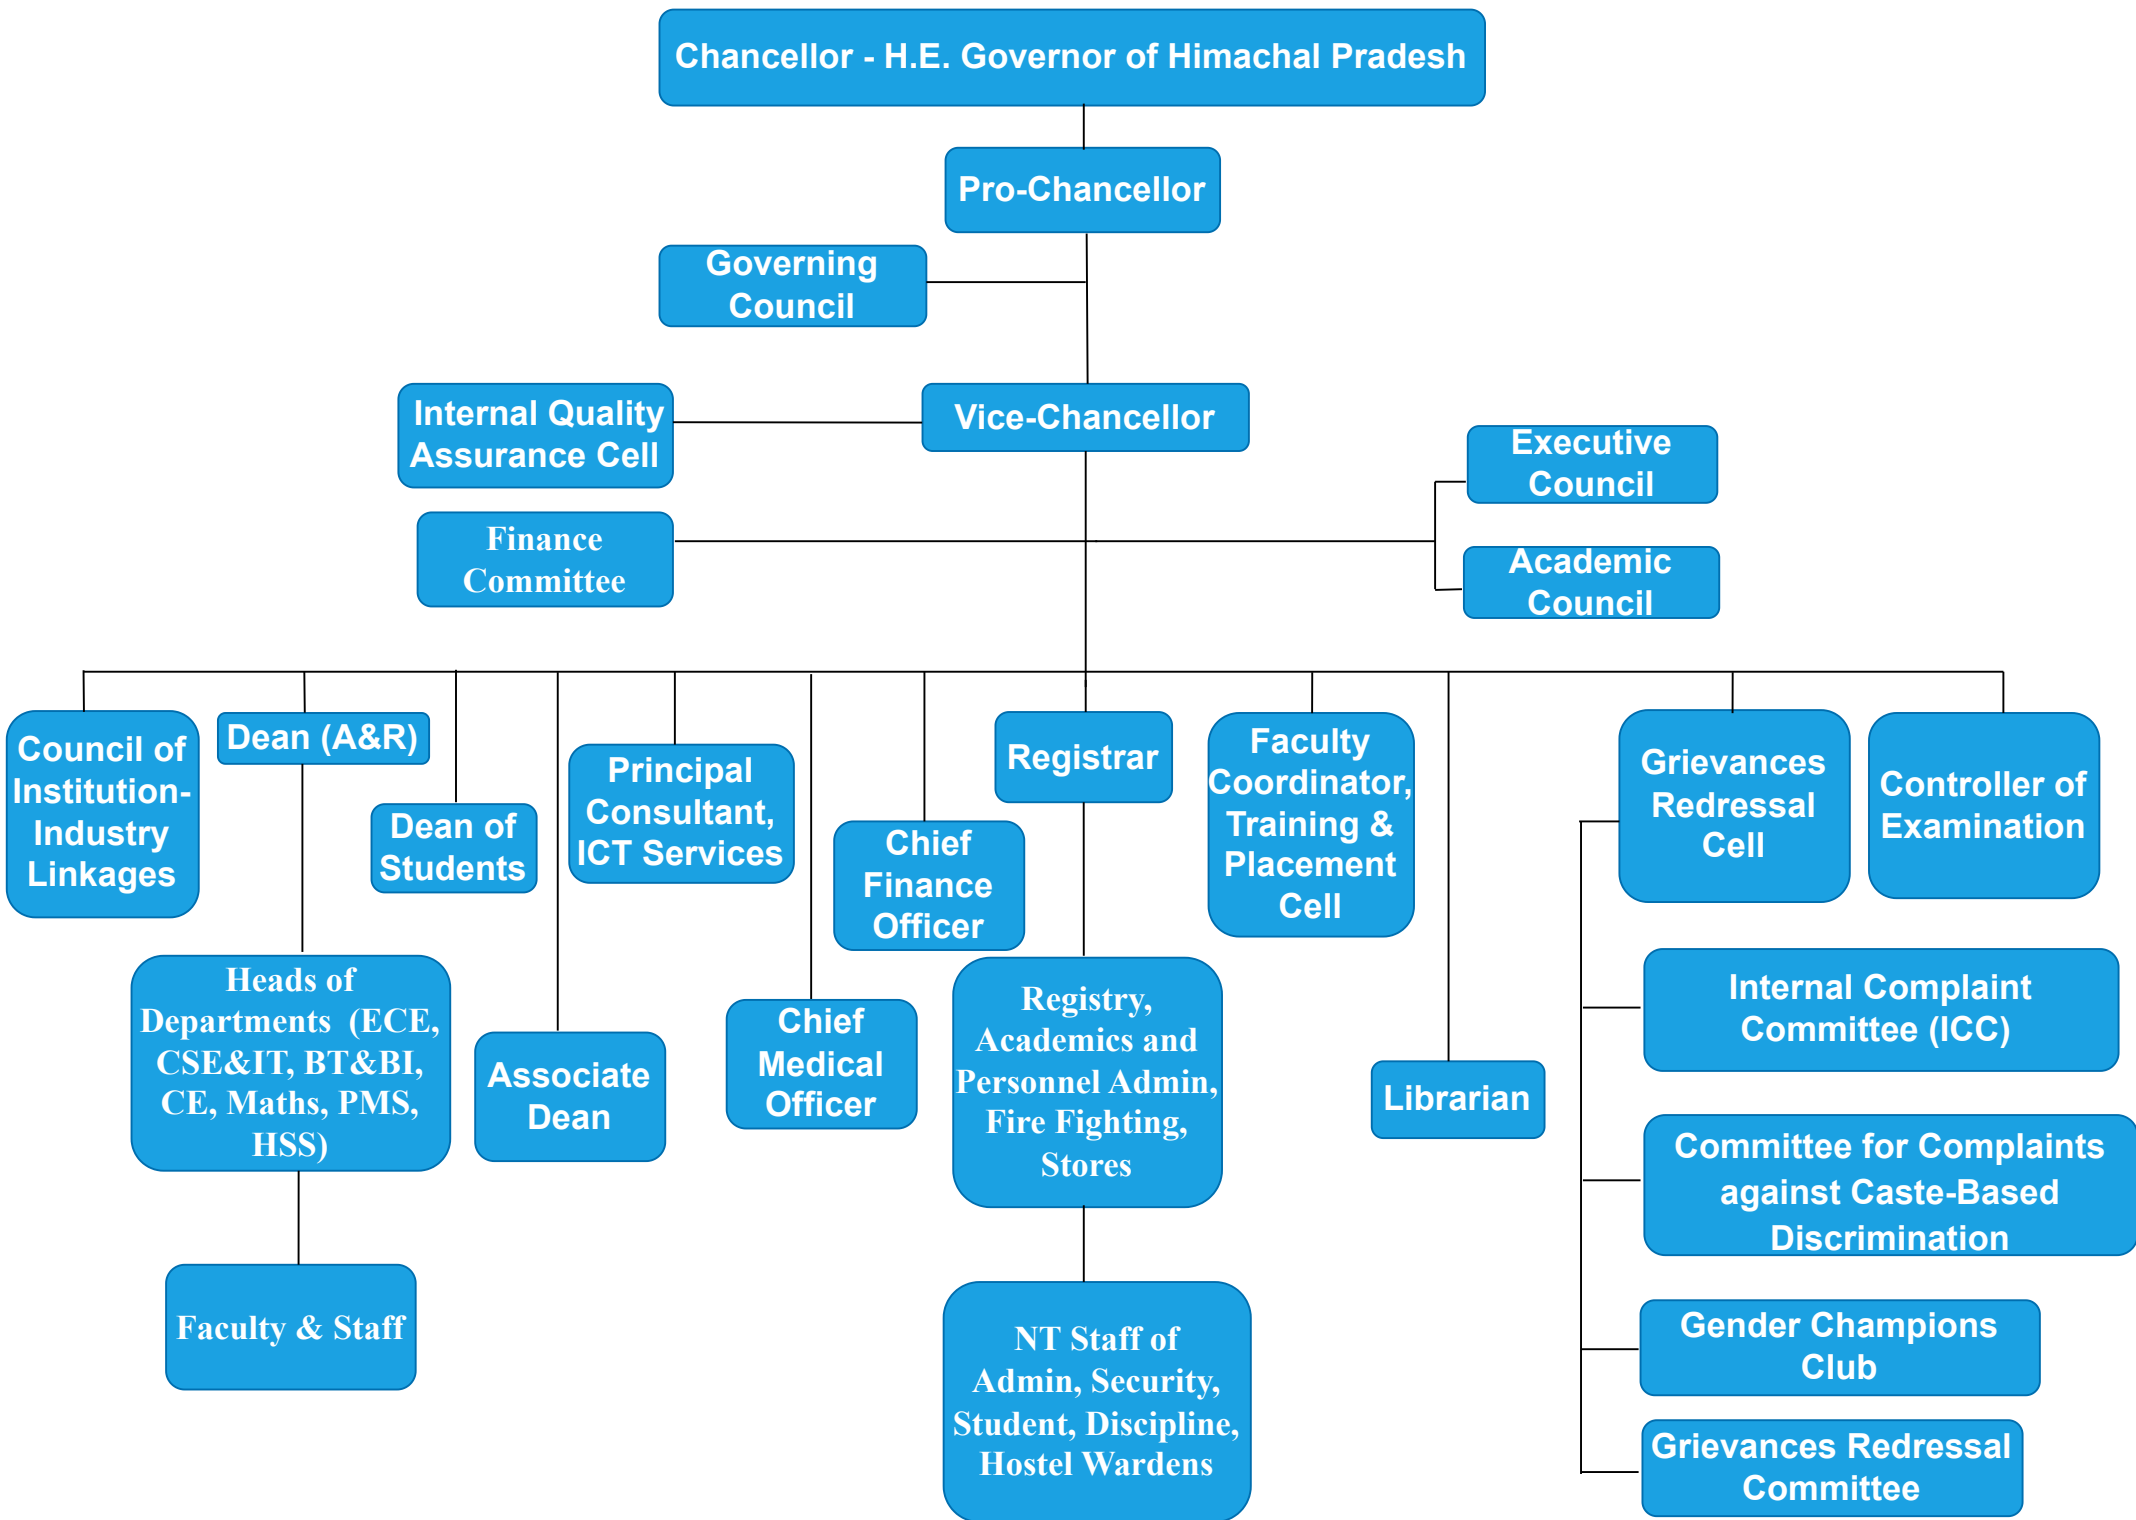 Chancellor - H.E. Governor of Himachal Pradesh
Pro-Chancellor
Governing
Council
Internal Quality
Assurance Cell
Vice-Chancellor
Executive
Council
Finance
Committee
Academic
Council
Council of
Institution-
Industry
Linkages
Dean (A&R)
Dean of
Students
Principal
Consultant,
ICT Services
Chief
Finance
Officer
Registrar
Faculty
Coordinator,
Training &
Placement
Cell
Grievances
Redressal
Cell
Controller of
Examination
Heads of
Departments (ECE,
CSE&IT, BT&BI,
CE, Maths, PMS,
HSS)
Associate
Dean
Chief
Medical
Officer
Registry,
Academics and
Personnel Admin,
Fire Fighting,
Stores
Librarian
Internal Complaint
Committee (ICC)
Committee for Complaints
against Caste-Based
Discrimination
Faculty & Staff
NT Staff of
Admin, Security,
Student, Discipline,
Hostel Wardens
Gender Champions
Club
Grievances Redressal
Committee